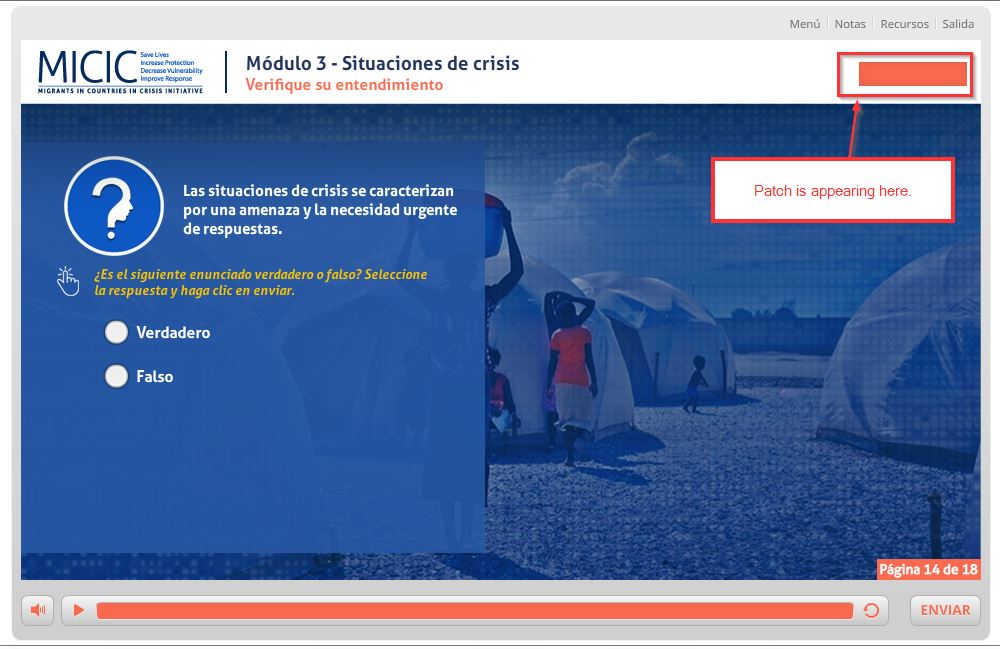 Menú Notas Recursos Salida
MICIC
Save Lives
Increase Protection
Decrease Vulnerability
Improve Response
MIGRANTS IN COUNTRIES IN CRISIS INITIATIVE
Módulo 3 - Situaciones de crisis
Verifique su entendimiento
Patch is appearing here.
Las situaciones de crisis se caracterizan
por una amenaza y la necesidad urgente
de respuestas.
¿Es el siguiente enunciado verdadero o falso? Seleccione
la respuesta y haga clic en enviar.
Verdadero
Falso
Página 14 de 18
ENVIAR